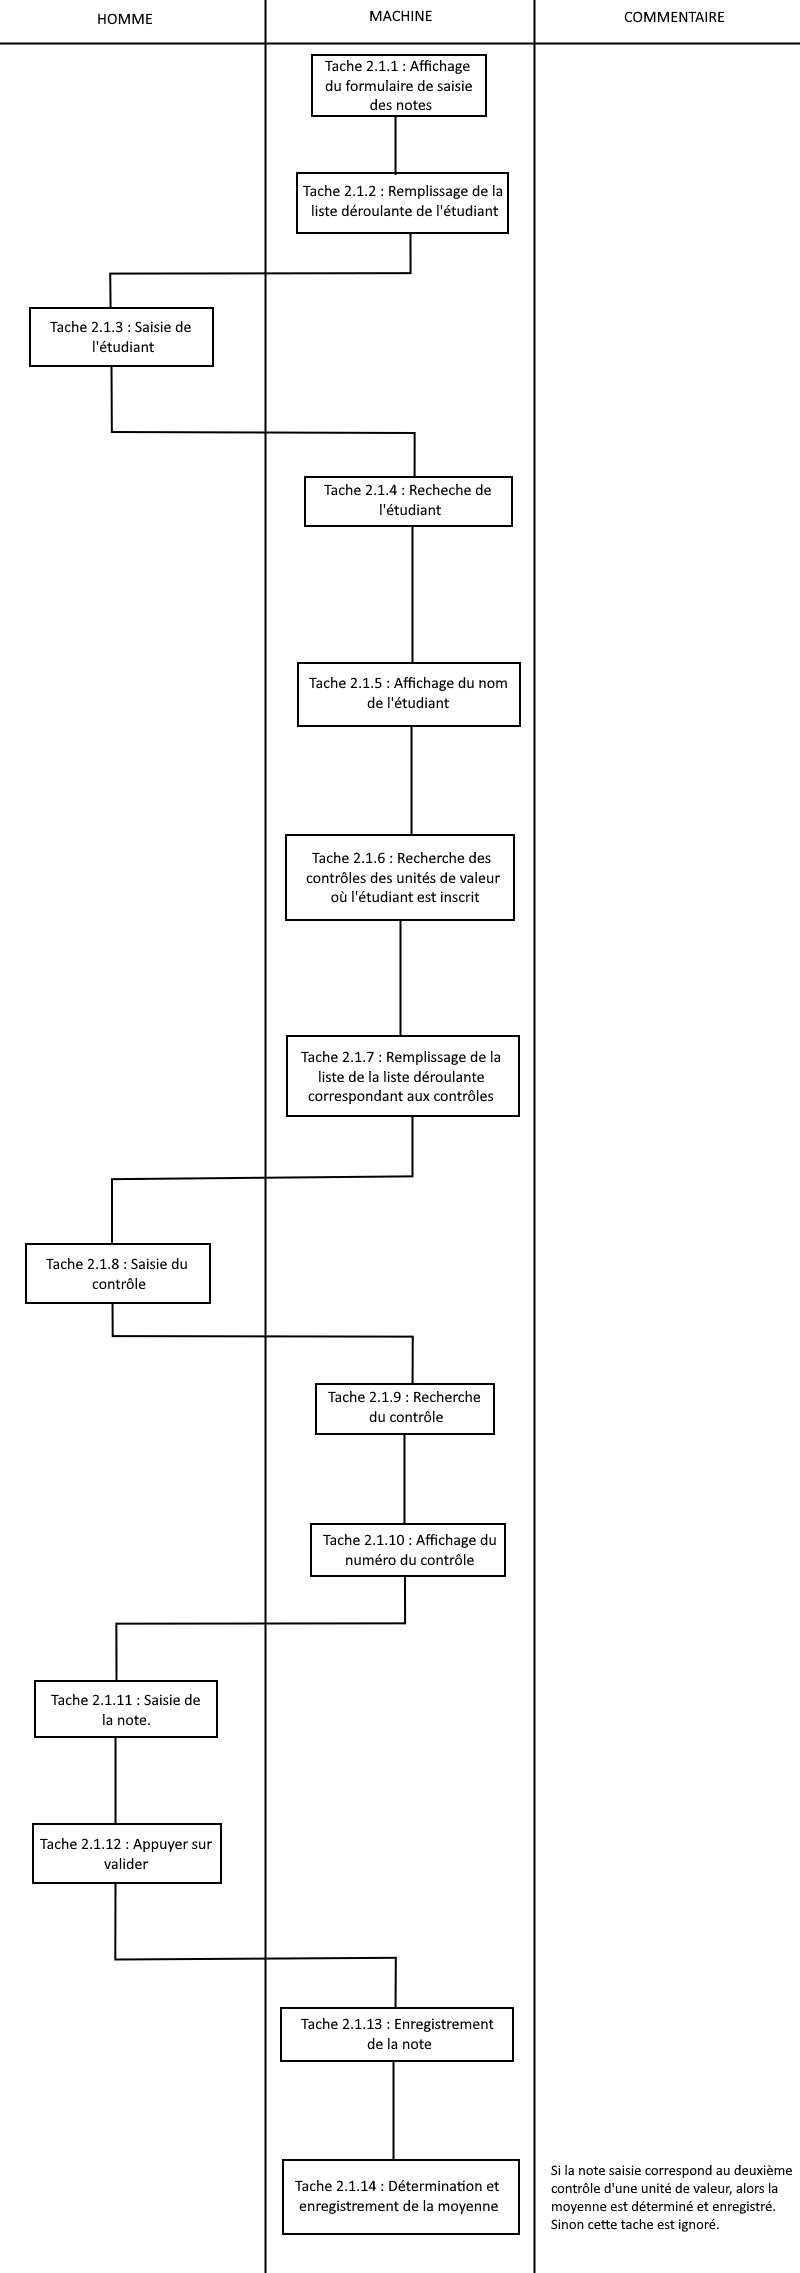 HOMME
MACHINE
COMMENTAIRE
Tache 2.1.1 : Affichage
du formulaire de saisie
des notes
Tache 2.1.2 : Remplissage de la
liste déroulante de l'étudiant
Tache 2.1.3 : Saisie de
l'étudiant
Tache 2.1.4 : Recheche de
l'étudiant
Tache 2.1.5 : Affichage du nom
de l'étudiant
Tache 2.1.6 : Recherche des
contrôles des unités de valeur
où l'étudiant est inscrit
Tache 2.1.7 : Remplissage de la
liste de la liste déroulante
correspondant aux contrôles
Tache 2.1.8 : Saisie du
contrôle
Tache 2.1.9 : Recherche
du contrôle
Tache 2.1.10 : Affichage du
numéro du contrôle
Tache 2.1.11 : Saisie de
la note.
Tache 2.1.12 : Appuyer sur
valider
Tache 2.1.13 : Enregistrement
de la note
Tache 2.1.14 : Détermination et
enregistrement de la moyenne
Si la note saisie correspond au deuxième
contrôle d'une unité de valeur, alors la
moyenne est déterminé et enregistré.
Sinon cette tache est ignoré.